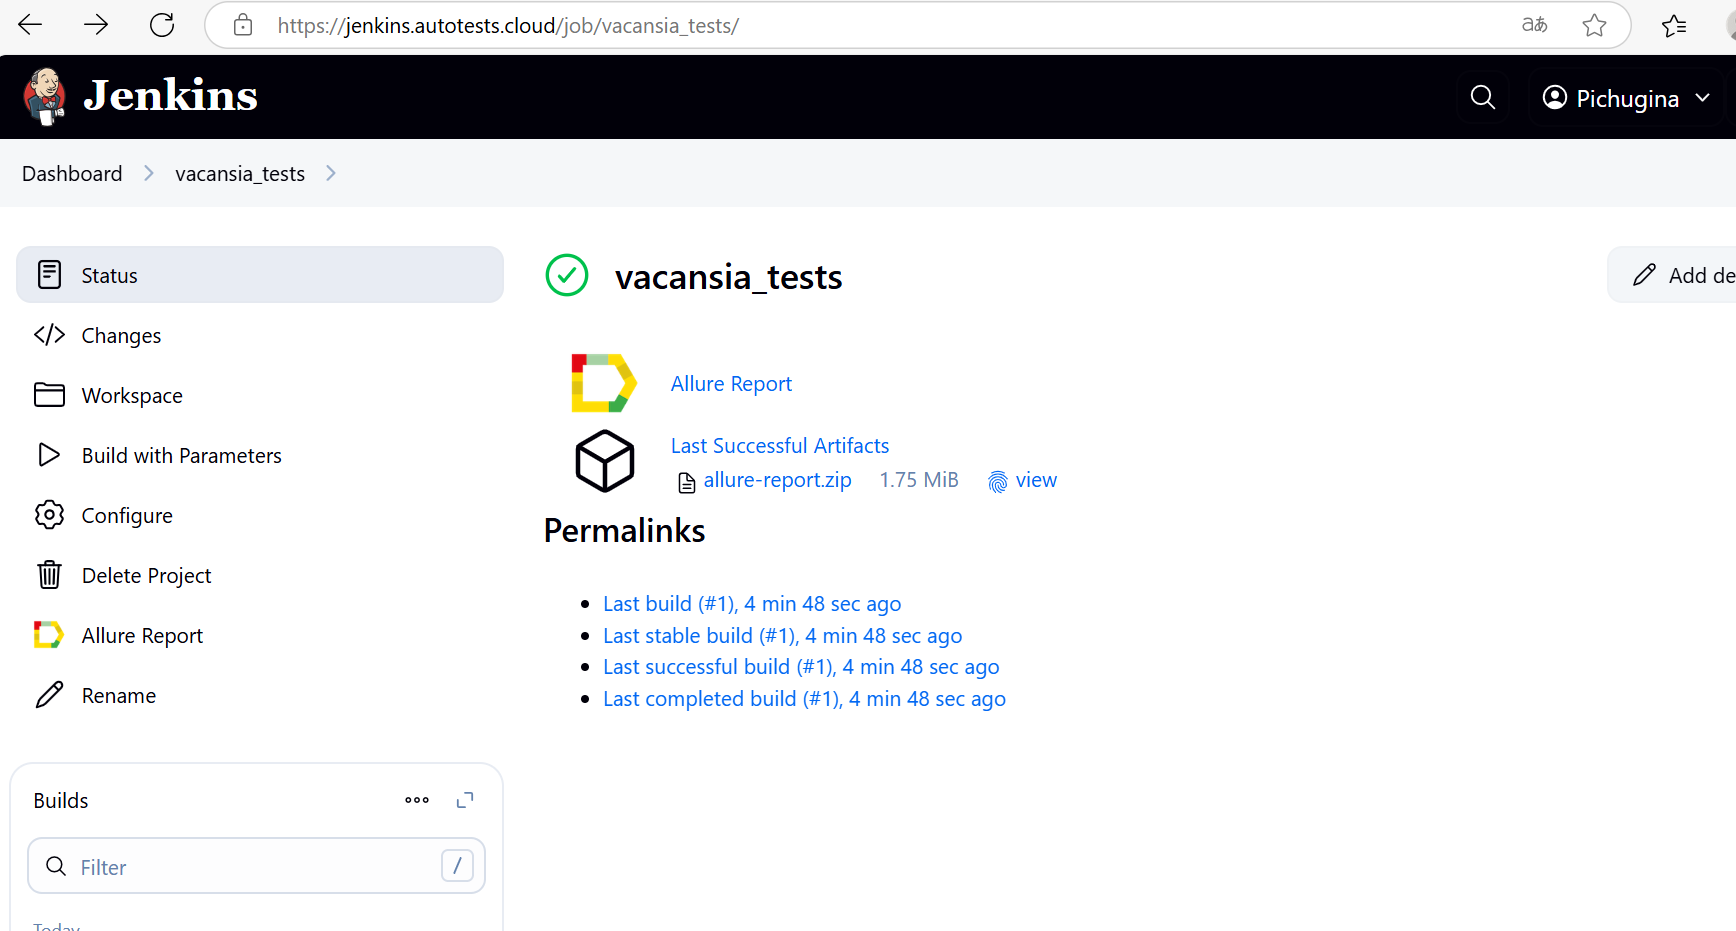 https://jenkins.autotests.cloud/job/vacansia_tests/
aあ
Jenkins
Pichugina
Dashboard
vacansia_tests
Status
Changes
Workspace
Build with Parameters
Configure
Delete Project
Allure Report
Rename
Builds
Filter
/
Today
vacansia_tests
Add de
Allure Report
Last Successful Artifacts
allure-report.zip 1.75 MiB view
Permalinks
Last build (#1), 4 min 48 sec ago
Last stable build (#1), 4 min 48 sec ago
Last successful build (#1), 4 min 48 sec ago
Last completed build (#1), 4 min 48 sec ago